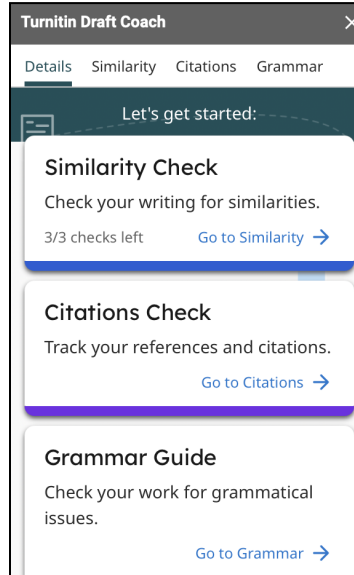 Turnitin Draft Coach
Details Similarity Citations Grammar
Let's get started:
Similarity Check
Check your writing for similarities.
3/3 checks left Go to Similarity →
Citations Check
Track your references and citations.
Go to Citations →
Grammar Guide
Check your work for grammatical
issues.
Go to Grammar →